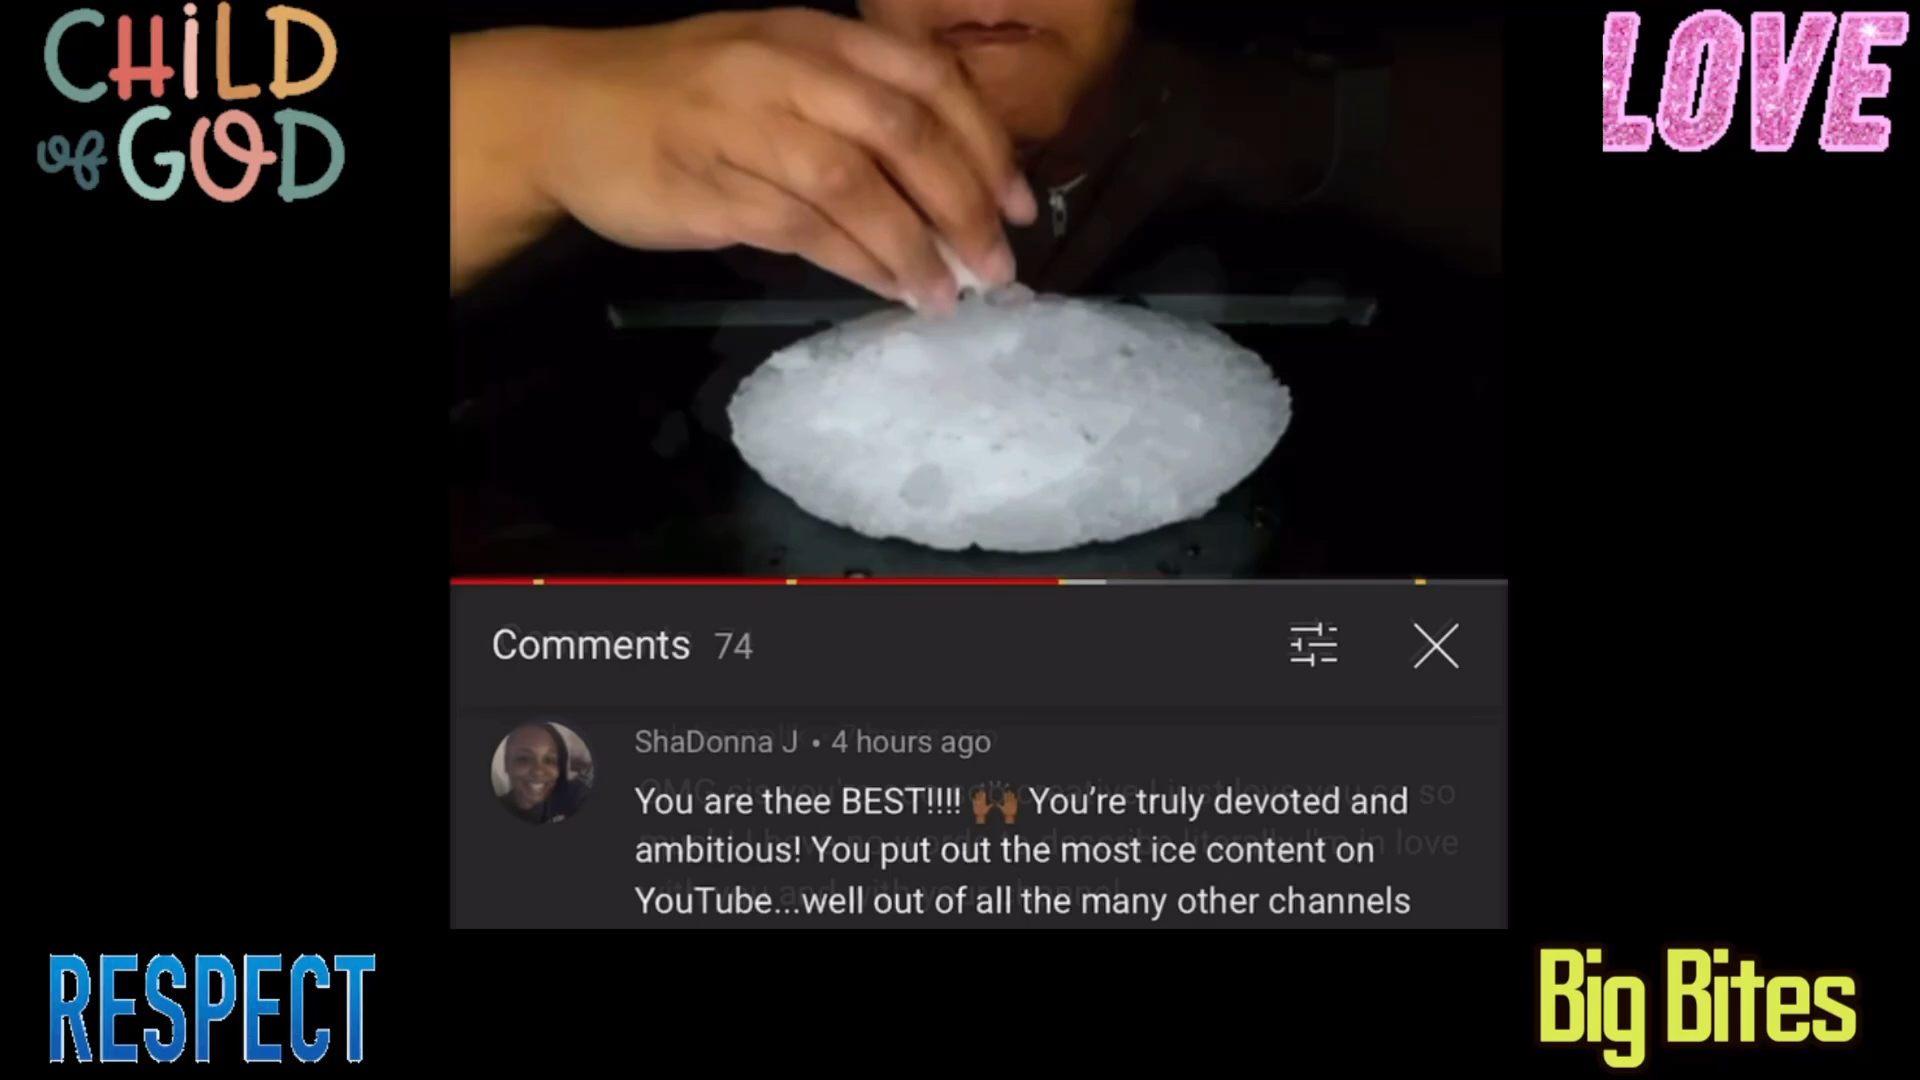 CHiLD
of GOD
LOVE
Comments 74
ShaDonna J • 4 hours ago
You are thee BEST!!!! 🙌🏾 You’re truly devoted and
ambitious! You put out the most ice content on
YouTube...well out of all the many other channels
RESPECT
Big Bites